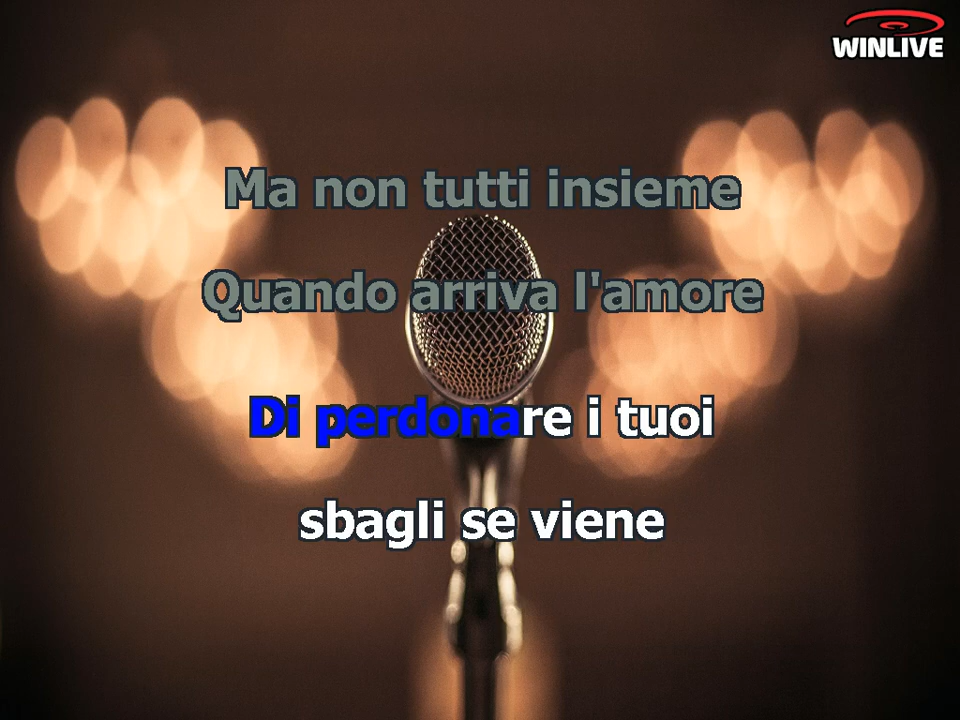 WINLIVE
Ma non tutti insieme
Quando arriva l'amore
Di perdonare i tuoi
sbagli se viene